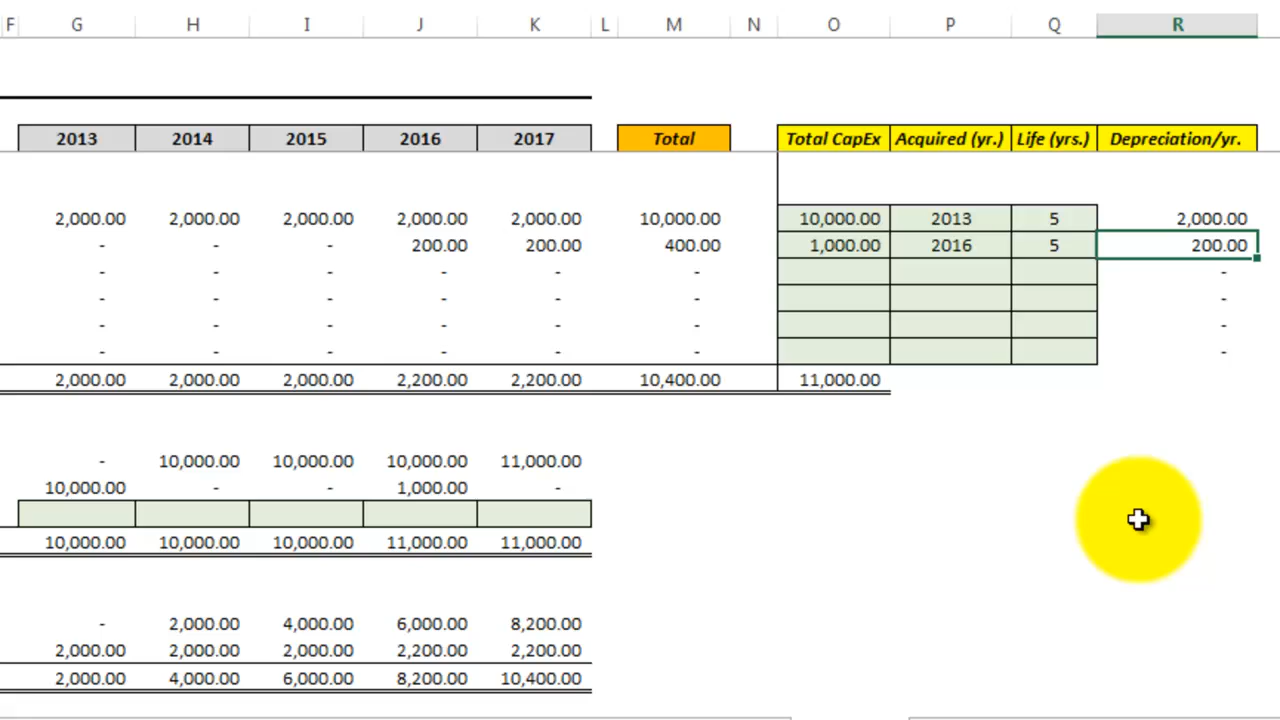 F G H I J K L M N O P Q R
2013 2014 2015 2016 2017 Total Total CapEx Acquired (yr.) Life (yrs.) Depreciation/yr.
2,000.00 2,000.00 2,000.00 2,000.00 2,000.00 10,000.00 10,000.00 2013 5 2,000.00
- - - 200.00 200.00 400.00 1,000.00 2016 5 200.00
- - - - - - -
- - - - - - -
- - - - - - -
- - - - - - -
2,000.00 2,000.00 2,000.00 2,200.00 2,200.00 10,400.00 11,000.00
- 10,000.00 10,000.00 10,000.00 11,000.00
10,000.00 - - 1,000.00 -
10,000.00 10,000.00 10,000.00 11,000.00 11,000.00
- 2,000.00 4,000.00 6,000.00 8,200.00
2,000.00 2,000.00 2,000.00 2,200.00 2,200.00
2,000.00 4,000.00 6,000.00 8,200.00 10,400.00